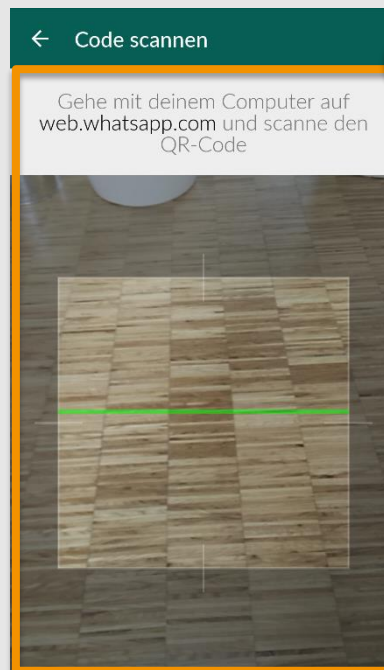 Code scannen
Gehe mit deinem Computer auf
web.whatsapp.com und scanne den
QR-Code